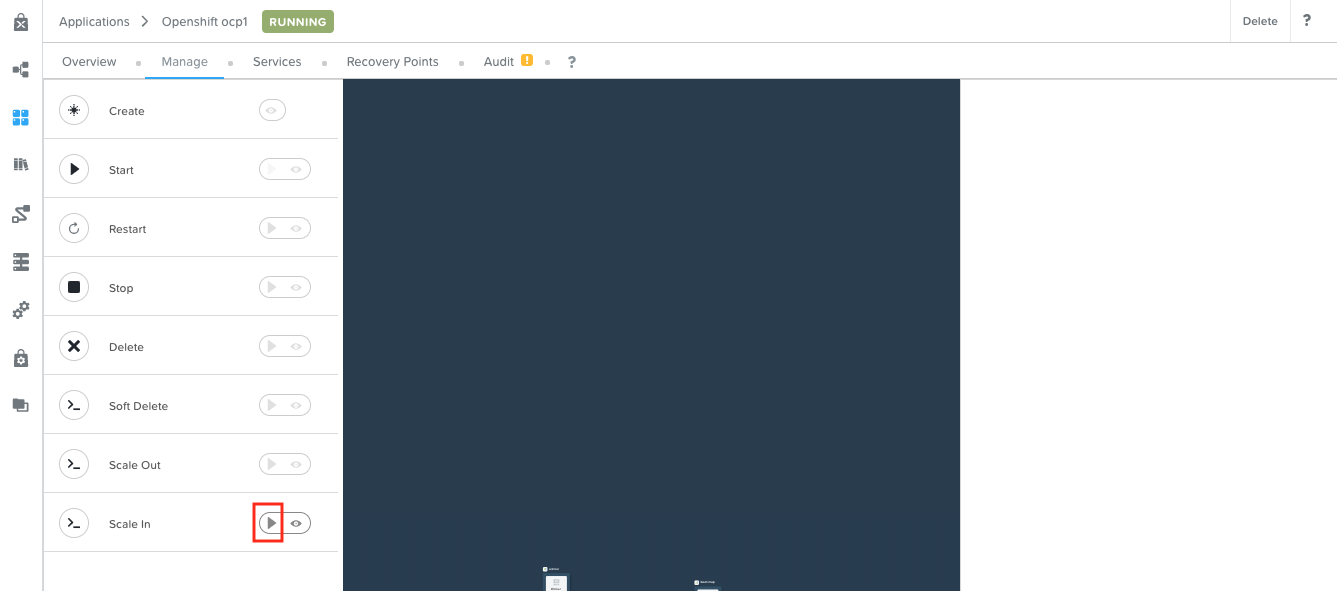 Applications Openshift ocp1 RUNNING Delete ?
Overview Manage Services Recovery Points Audit ! ?
Create
Start
Restart
Stop
Delete
Soft Delete
Scale Out
Scale In